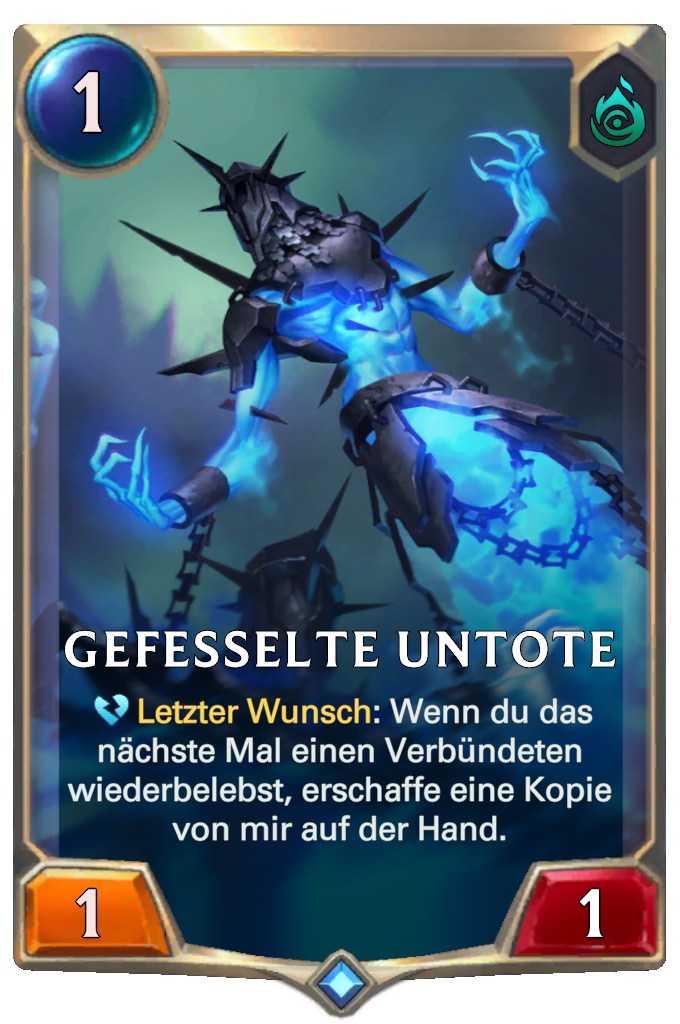 1
GEFESSELTE UNTOTE
Letzter Wunsch: Wenn du das
nächste Mal einen Verbündeten
wiederbelebst, erschaffe eine Kopie
von mir auf der Hand.
1
1